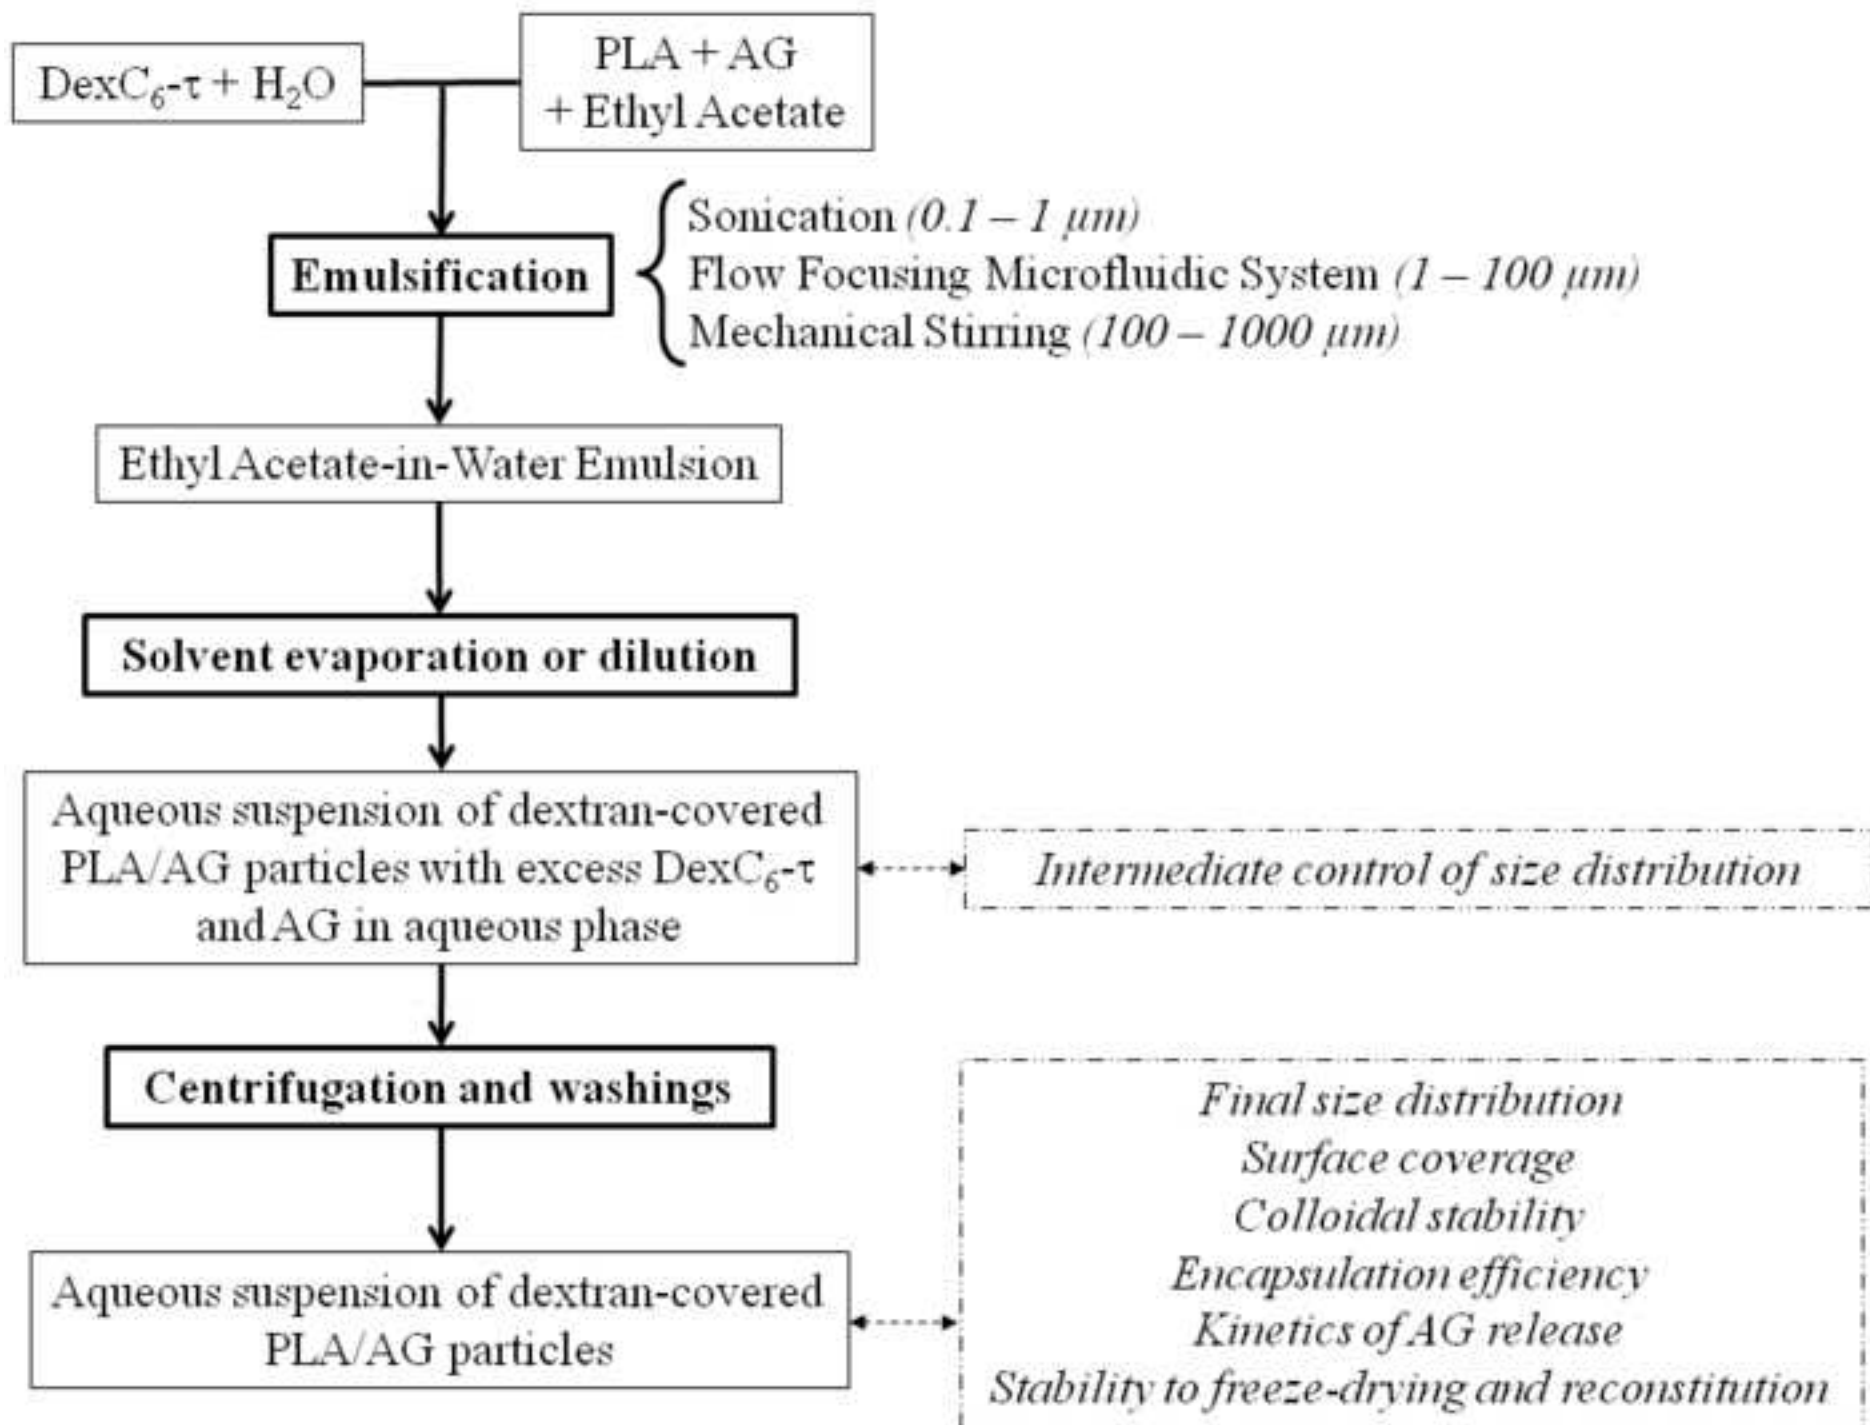 DexC₆-τ + H₂O
PLA + AG
+ Ethyl Acetate
Emulsification
Sonication (0.1 – 1 μm)
Flow Focusing Microfluidic System (1 – 100 μm)
Mechanical Stirring (100 – 1000 μm)
Ethyl Acetate-in-Water Emulsion
Solvent evaporation or dilution
Aqueous suspension of dextran-covered
PLA/AG particles with excess DexC₆-τ
and AG in aqueous phase
Intermediate control of size distribution
Centrifugation and washings
Final size distribution
Surface coverage
Colloidal stability
Encapsulation efficiency
Kinetics of AG release
Stability to freeze-drying and reconstitution
Aqueous suspension of dextran-covered
PLA/AG particles